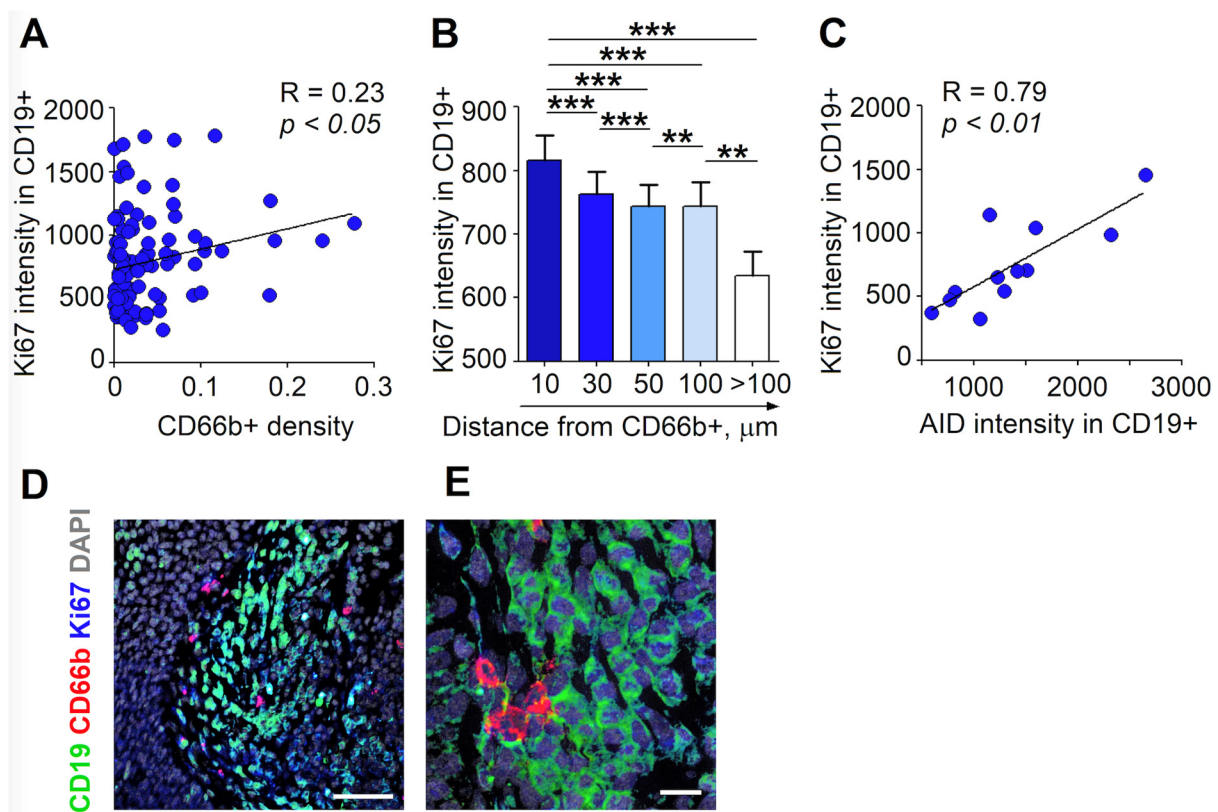 A
R = 0.23
p < 0.05
Ki67 intensity in CD19+
2000
1500
1000
500
0
0
0.1
0.2
0.3
CD66b+ density
B
***
***
***
***
***
**
**
Ki67 intensity in CD19+
900
800
700
600
500
10
30
50
100
>100
Distance from CD66b+, μm
C
R = 0.79
p < 0.01
Ki67 intensity in CD19+
2000
1500
1000
500
0
1000
2000
3000
AID intensity in CD19+
D
E
CD19 CD66b Ki67 DAPI